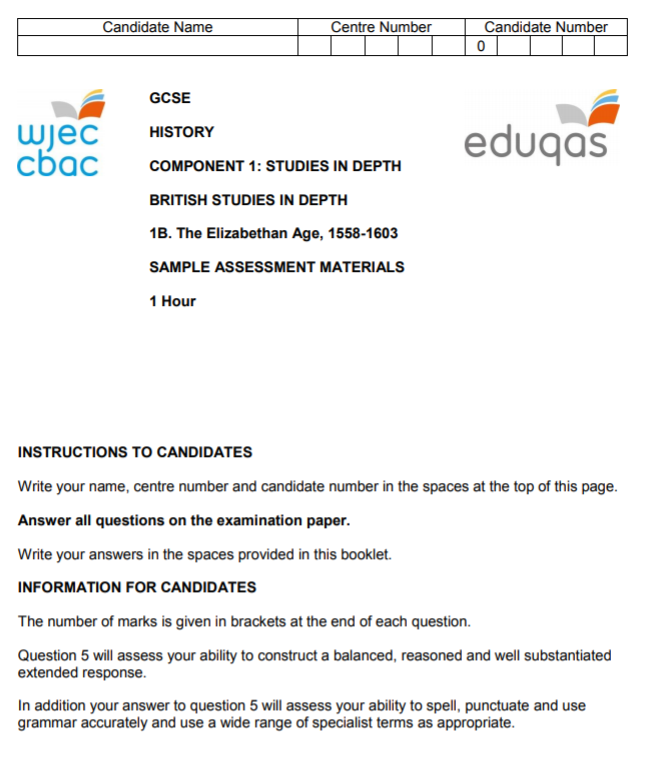 Candidate Name Centre Number Candidate Number
0
wjec
cbac
eduqas
GCSE
HISTORY
COMPONENT 1: STUDIES IN DEPTH
BRITISH STUDIES IN DEPTH
1B. The Elizabethan Age, 1558-1603
SAMPLE ASSESSMENT MATERIALS
1 Hour
INSTRUCTIONS TO CANDIDATES
Write your name, centre number and candidate number in the spaces at the top of this page.
Answer all questions on the examination paper.
Write your answers in the spaces provided in this booklet.
INFORMATION FOR CANDIDATES
The number of marks is given in brackets at the end of each question.
Question 5 will assess your ability to construct a balanced, reasoned and well substantiated
extended response.
In addition your answer to question 5 will assess your ability to spell, punctuate and use
grammar accurately and use a wide range of specialist terms as appropriate.